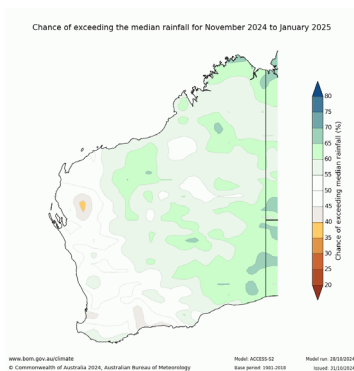 Chance of exceeding the median rainfall for November 2024 to January 2025
80
75
70
65
60
55
50
45
40
35
30
25
20
Chance of exceeding median rainfall (%)
www.bom.gov.au/climate
© Commonwealth of Australia 2024, Australian Bureau of Meteorology
Model: ACCESS-S2
Base period: 1981-2018
Model run: 28/10/2024
Issued: 31/10/2024